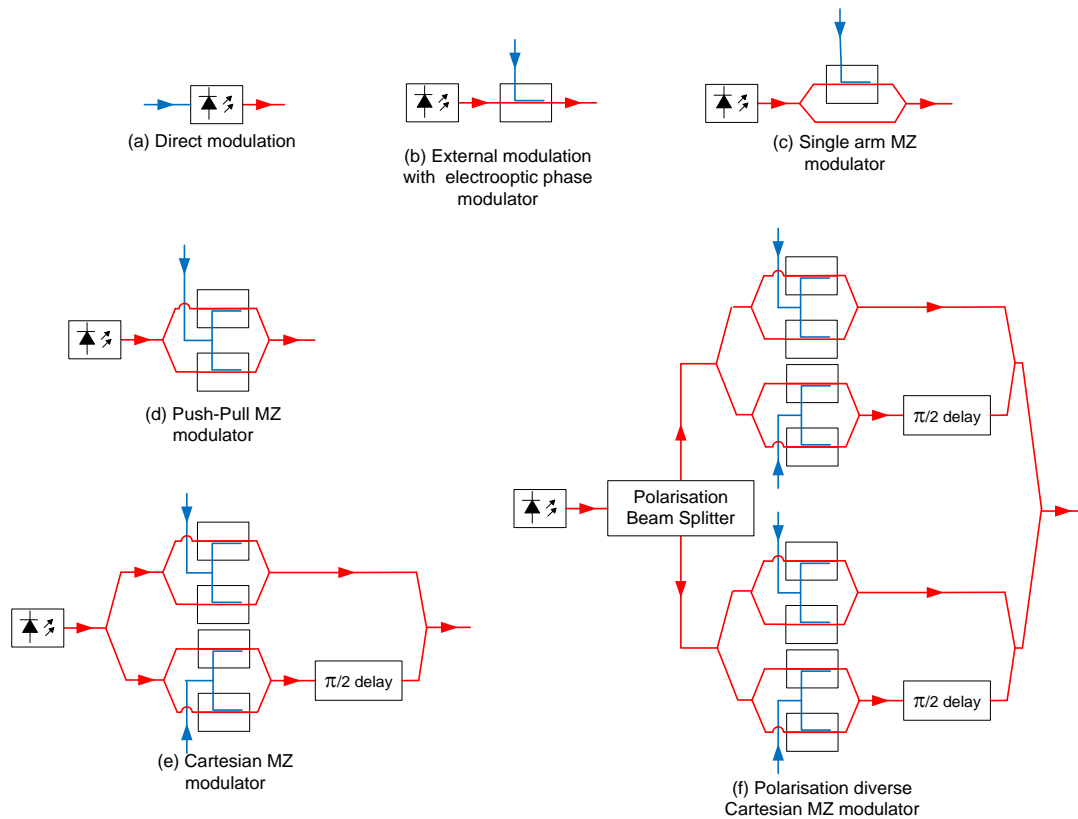 (a) Direct modulation
(b) External modulation
with electrooptic phase
modulator
(c) Single arm MZ
modulator
(d) Push-Pull MZ
modulator
π/2 delay
(e) Cartesian MZ
modulator
Polarisation
Beam Splitter
π/2 delay
π/2 delay
(f) Polarisation diverse
Cartesian MZ modulator